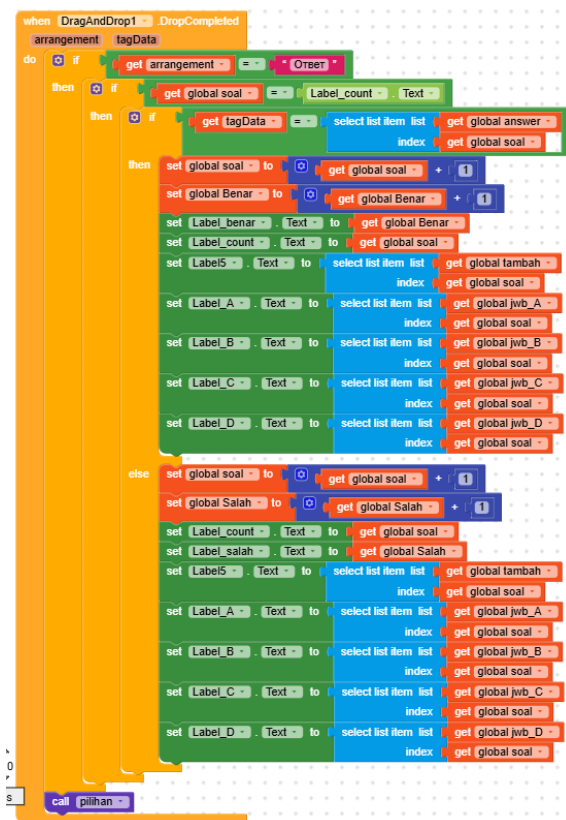 when DragAndDrop1 .DropCompleted
arrangement tagData
do if get arrangement = " Ответ "
then if get global soal = Label_count . Text
then if get tagData = select list item list get global answer
index get global soal
then set global soal to get global soal + 1
set global Benar to get global Benar + 1
set Label_benar . Text to get global Benar
set Label_count . Text to get global soal
set Label5 . Text to select list item list get global tambah
index get global soal
set Label_A . Text to select list item list get global jwb_A
index get global soal
set Label_B . Text to select list item list get global jwb_B
index get global soal
set Label_C . Text to select list item list get global jwb_C
index get global soal
set Label_D . Text to select list item list get global jwb_D
index get global soal
else set global soal to get global soal + 1
set global Salah to get global Salah + 1
set Label_count . Text to get global soal
set Label_salah . Text to get global Salah
set Label5 . Text to select list item list get global tambah
index get global soal
set Label_A . Text to select list item list get global jwb_A
index get global soal
set Label_B . Text to select list item list get global jwb_B
index get global soal
set Label_C . Text to select list item list get global jwb_C
index get global soal
set Label_D . Text to select list item list get global jwb_D
index get global soal
0
s
call pilihan